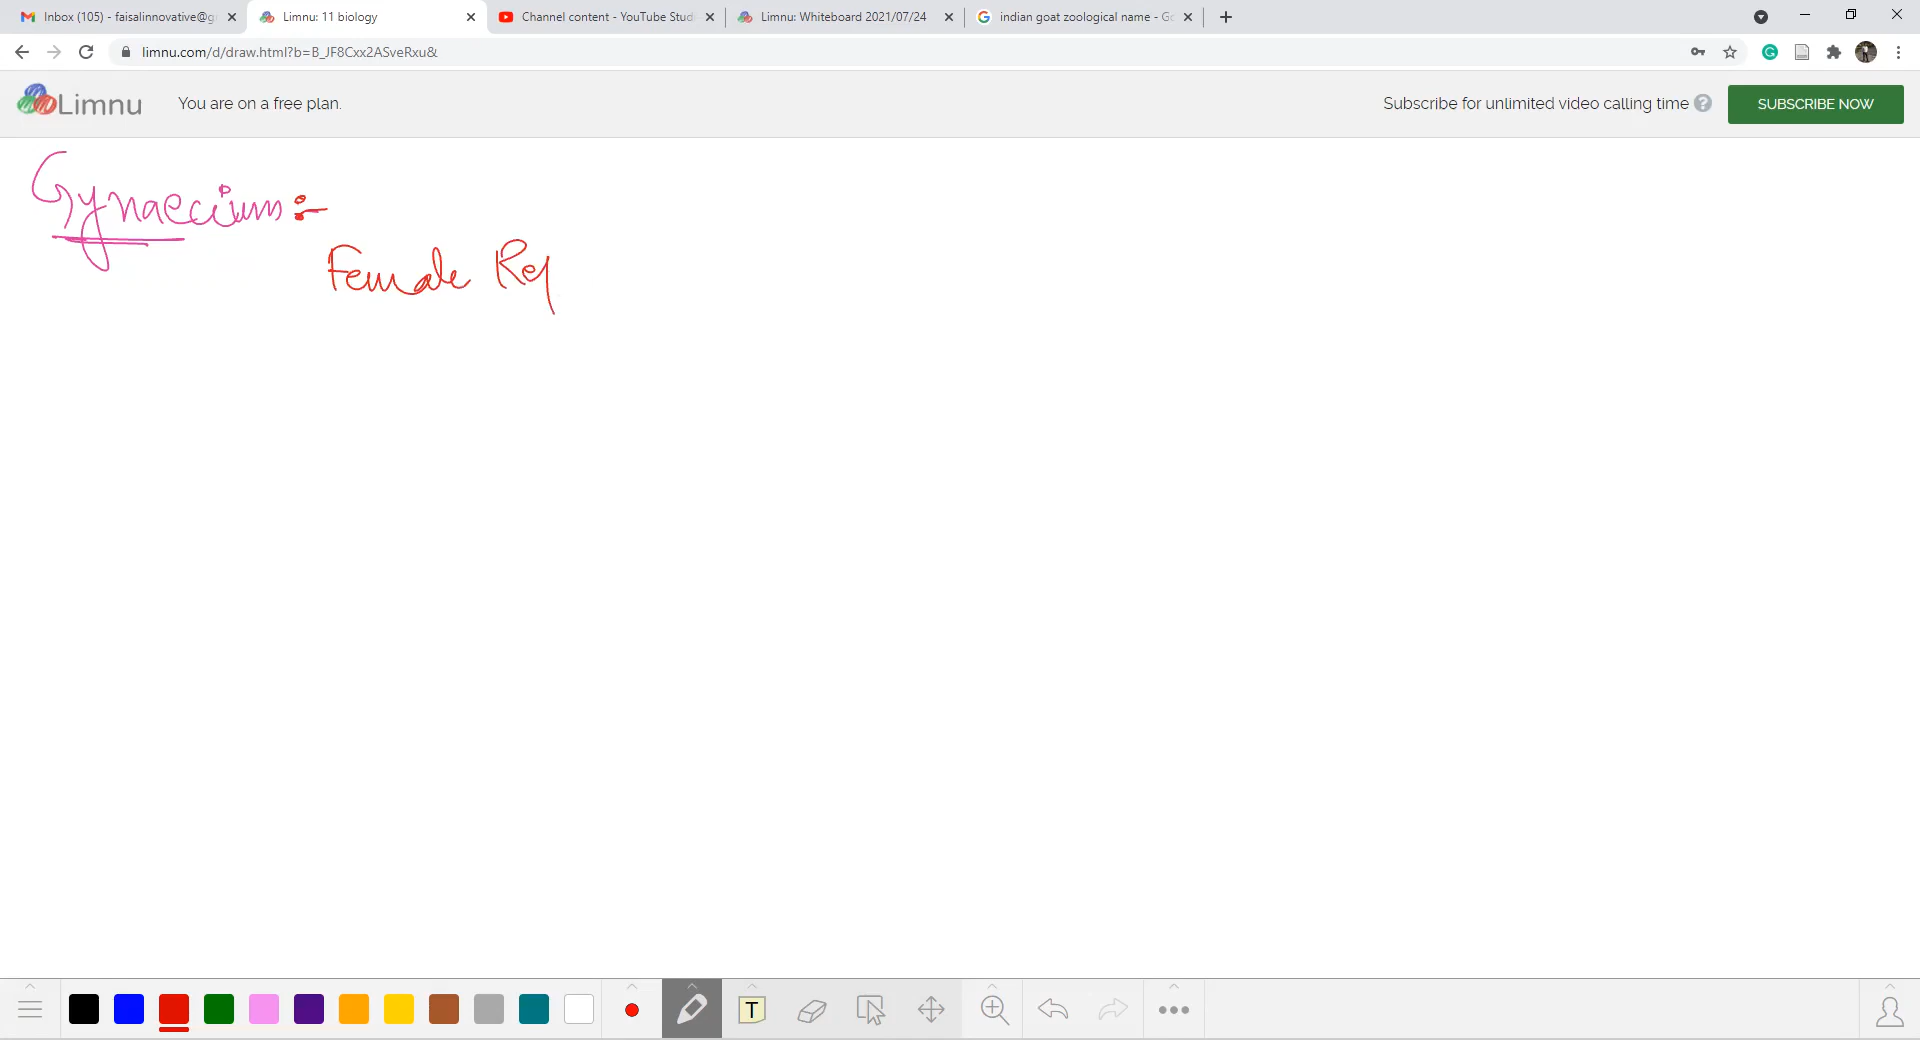 Inbox (105) - faisalinnovative@g
Limnu: 11 biology
Channel content - YouTube Stud
Limnu: Whiteboard 2021/07/24
indian goat zoological name - Go
limnu.com/d/draw.html?b=B_JF8Cxx2ASveRxu&
Limnu
You are on a free plan.
Subscribe for unlimited video calling time ?
SUBSCRIBE NOW
Gynaecium :-
Female Rep
T